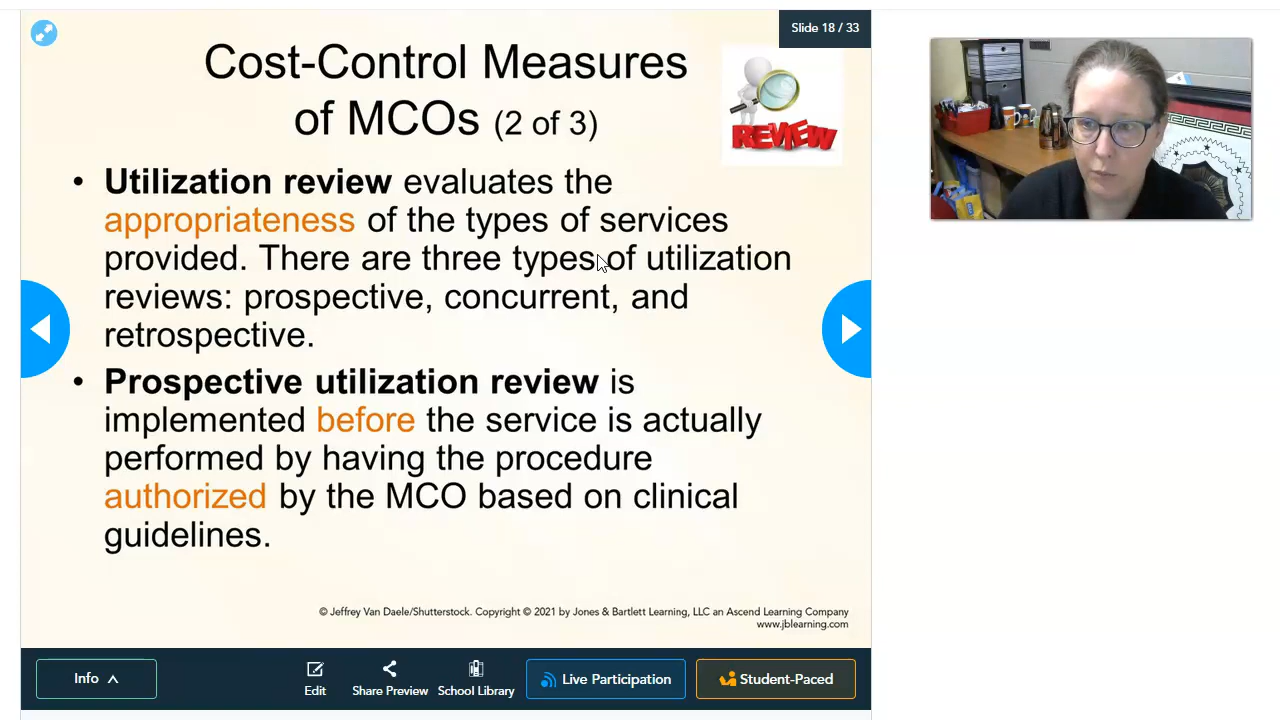 Slide 18 / 33
Cost-Control Measures
of MCOs (2 of 3)
REVIEW
• Utilization review evaluates the
appropriateness of the types of services
provided. There are three types of utilization
reviews: prospective, concurrent, and
retrospective.
• Prospective utilization review is
implemented before the service is actually
performed by having the procedure
authorized by the MCO based on clinical
guidelines.
© Jeffrey Van Daele/Shutterstock. Copyright © 2021 by Jones & Bartlett Learning, LLC an Ascend Learning Company
www.jblearning.com
Info
Edit
Share Preview
School Library
Live Participation
Student-Paced